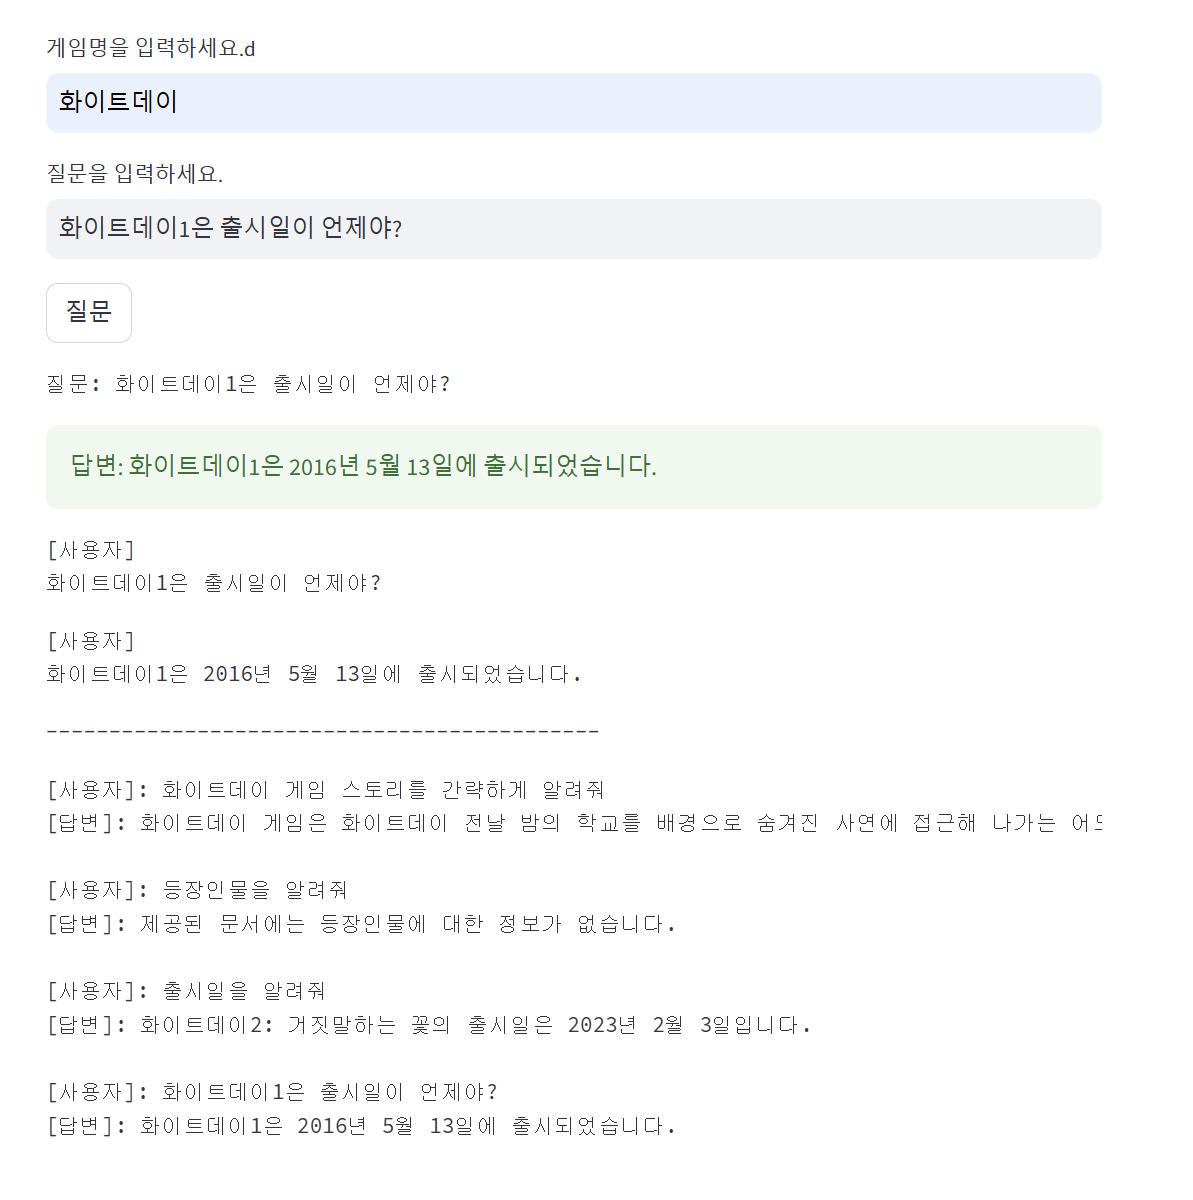 게임명을 입력하세요.d
화이트데이
질문을 입력하세요.
화이트데이1은 출시일이 언제야?
질문
질문: 화이트데이1은 출시일이 언제야?
답변: 화이트데이1은 2016년 5월 13일에 출시되었습니다.
[사용자]
화이트데이1은 출시일이 언제야?
[사용자]
화이트데이1은 2016년 5월 13일에 출시되었습니다.
--------------------------------------------
[사용자]: 화이트데이 게임 스토리를 간략하게 알려줘
[답변]: 화이트데이 게임은 화이트데이 전날 밤의 학교를 배경으로 숨겨진 사연에 접근해 나가는
[사용자]: 등장인물을 알려줘
[답변]: 제공된 문서에는 등장인물에 대한 정보가 없습니다.
[사용자]: 출시일을 알려줘
[답변]: 화이트데이2: 거짓말하는 꽃의 출시일은 2023년 2월 3일입니다.
[사용자]: 화이트데이1은 출시일이 언제야?
[답변]: 화이트데이1은 2016년 5월 13일에 출시되었습니다.